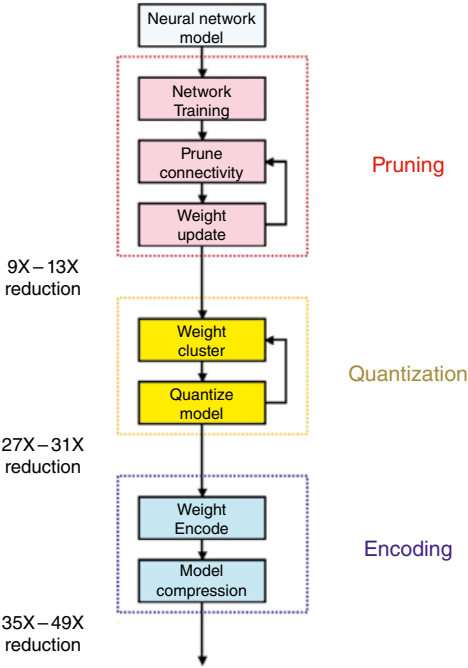 Neural network
model
Network
Training
Prune
connectivity
Pruning
Weight
update
9X–13X
reduction
Weight
cluster
Quantization
Quantize
model
27X–31X
reduction
Weight
Encode
Encoding
Model
compression
35X–49X
reduction